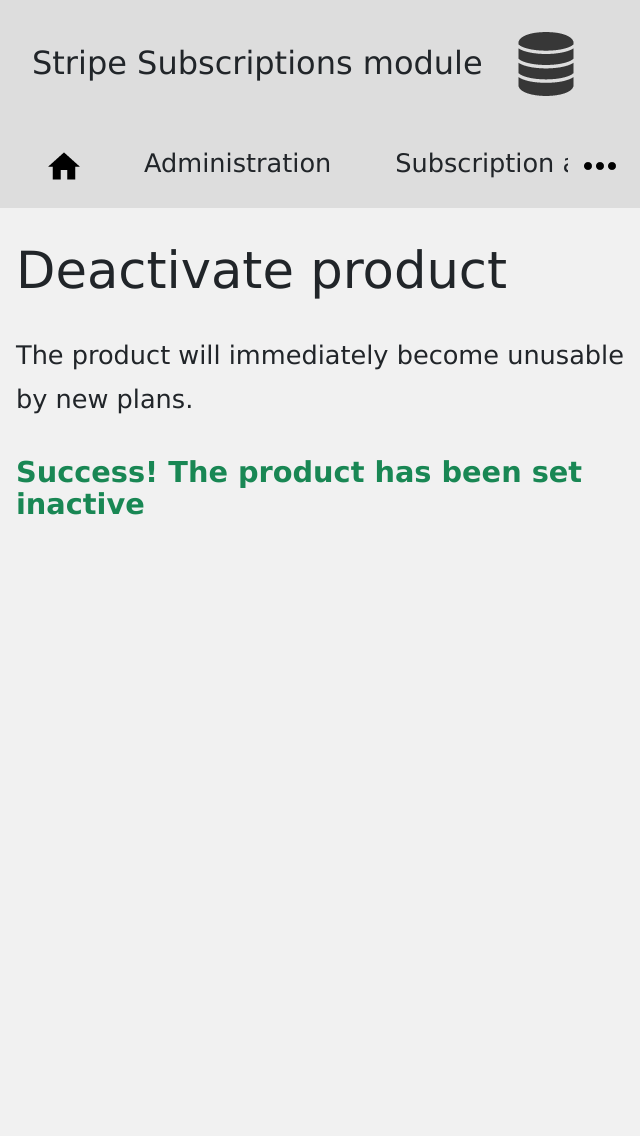 Stripe Subscriptions module
Administration
Subscription
Deactivate product
The product will immediately become unusable
by new plans.
Success! The product has been set
inactive